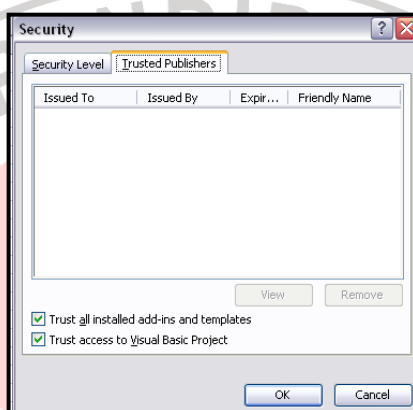 Security
Security Level Trusted Publishers
Issued To Issued By Expir... Friendly Name
View Remove
Trust all installed add-ins and templates
Trust access to Visual Basic Project
OK Cancel